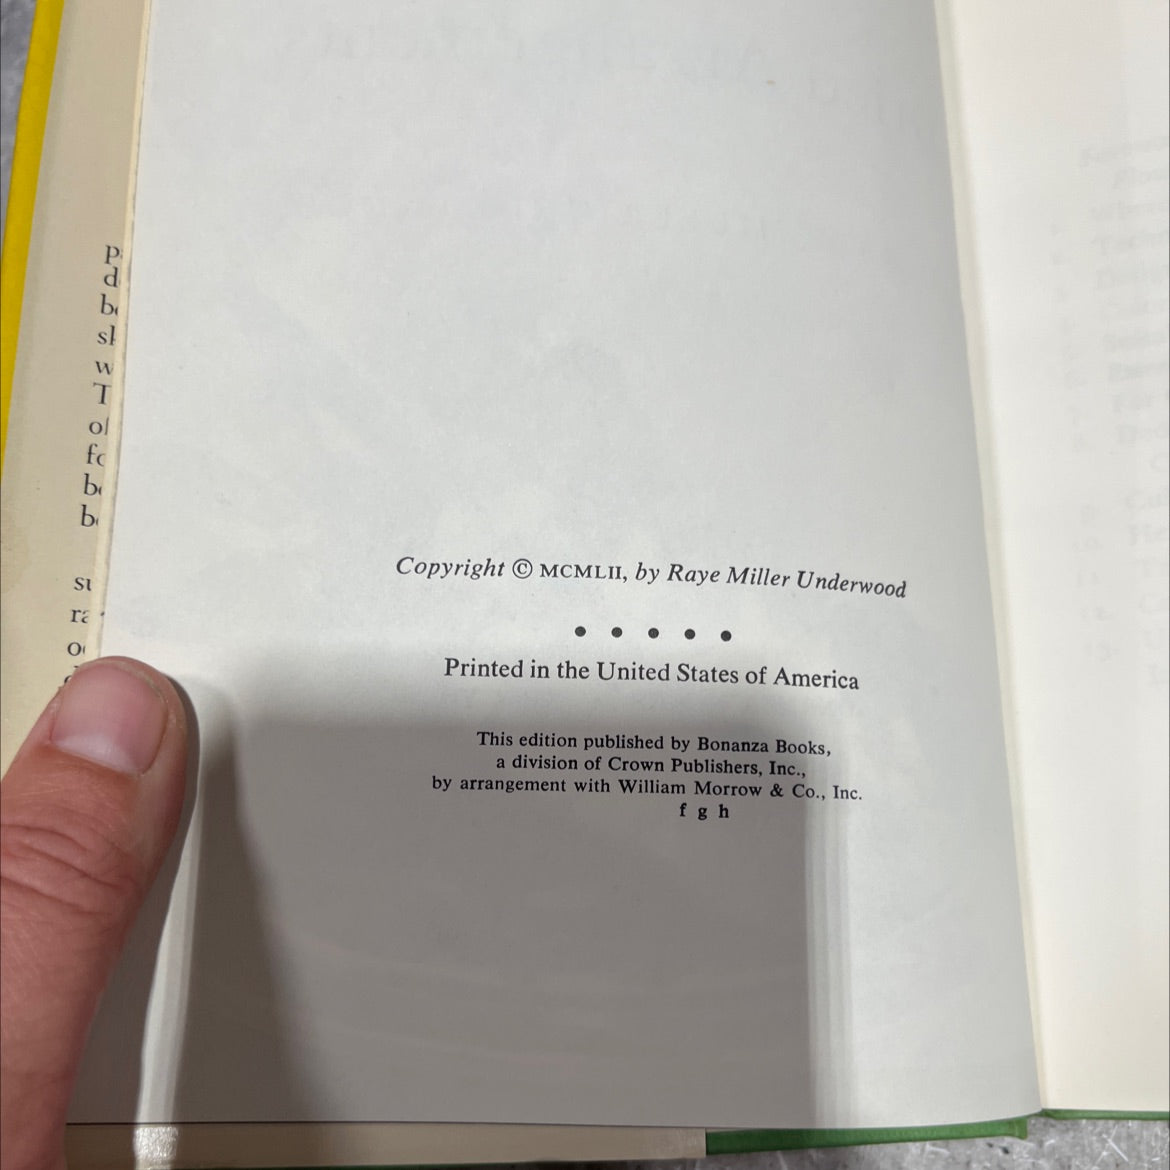 Copyright © MCMLII, by Raye Miller Underwood
• • • • •
Printed in the United States of America
This edition published by Bonanza Books,
a division of Crown Publishers, Inc.,
by arrangement with William Morrow & Co., Inc.
f g h